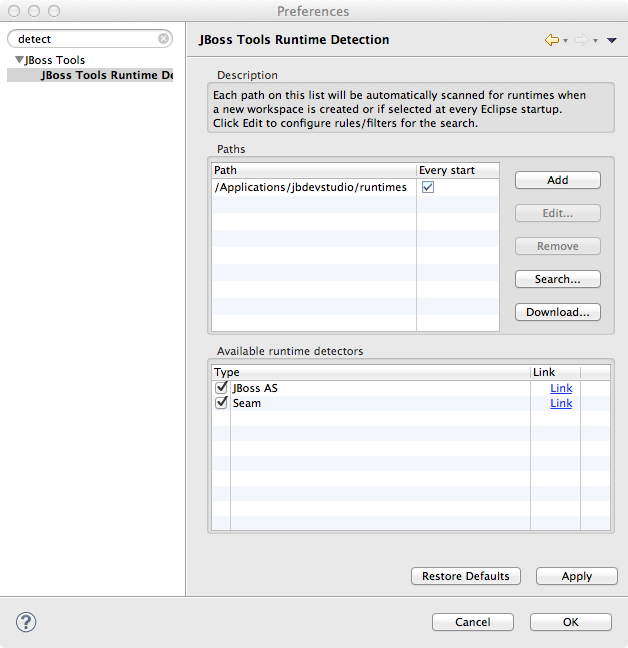 Preferences
detect
JBoss Tools
JBoss Tools Runtime De
JBoss Tools Runtime Detection
Description
Each path on this list will be automatically scanned for runtimes when
a new workspace is created or if selected at every Eclipse startup.
Click Edit to configure rules/filters for the search.
Paths
Path Every start
/Applications/jbdevstudio/runtimes
Add
Edit...
Remove
Search...
Download...
Available runtime detectors
Type Link
JBoss AS Link
Seam Link
Restore Defaults Apply
? Cancel OK